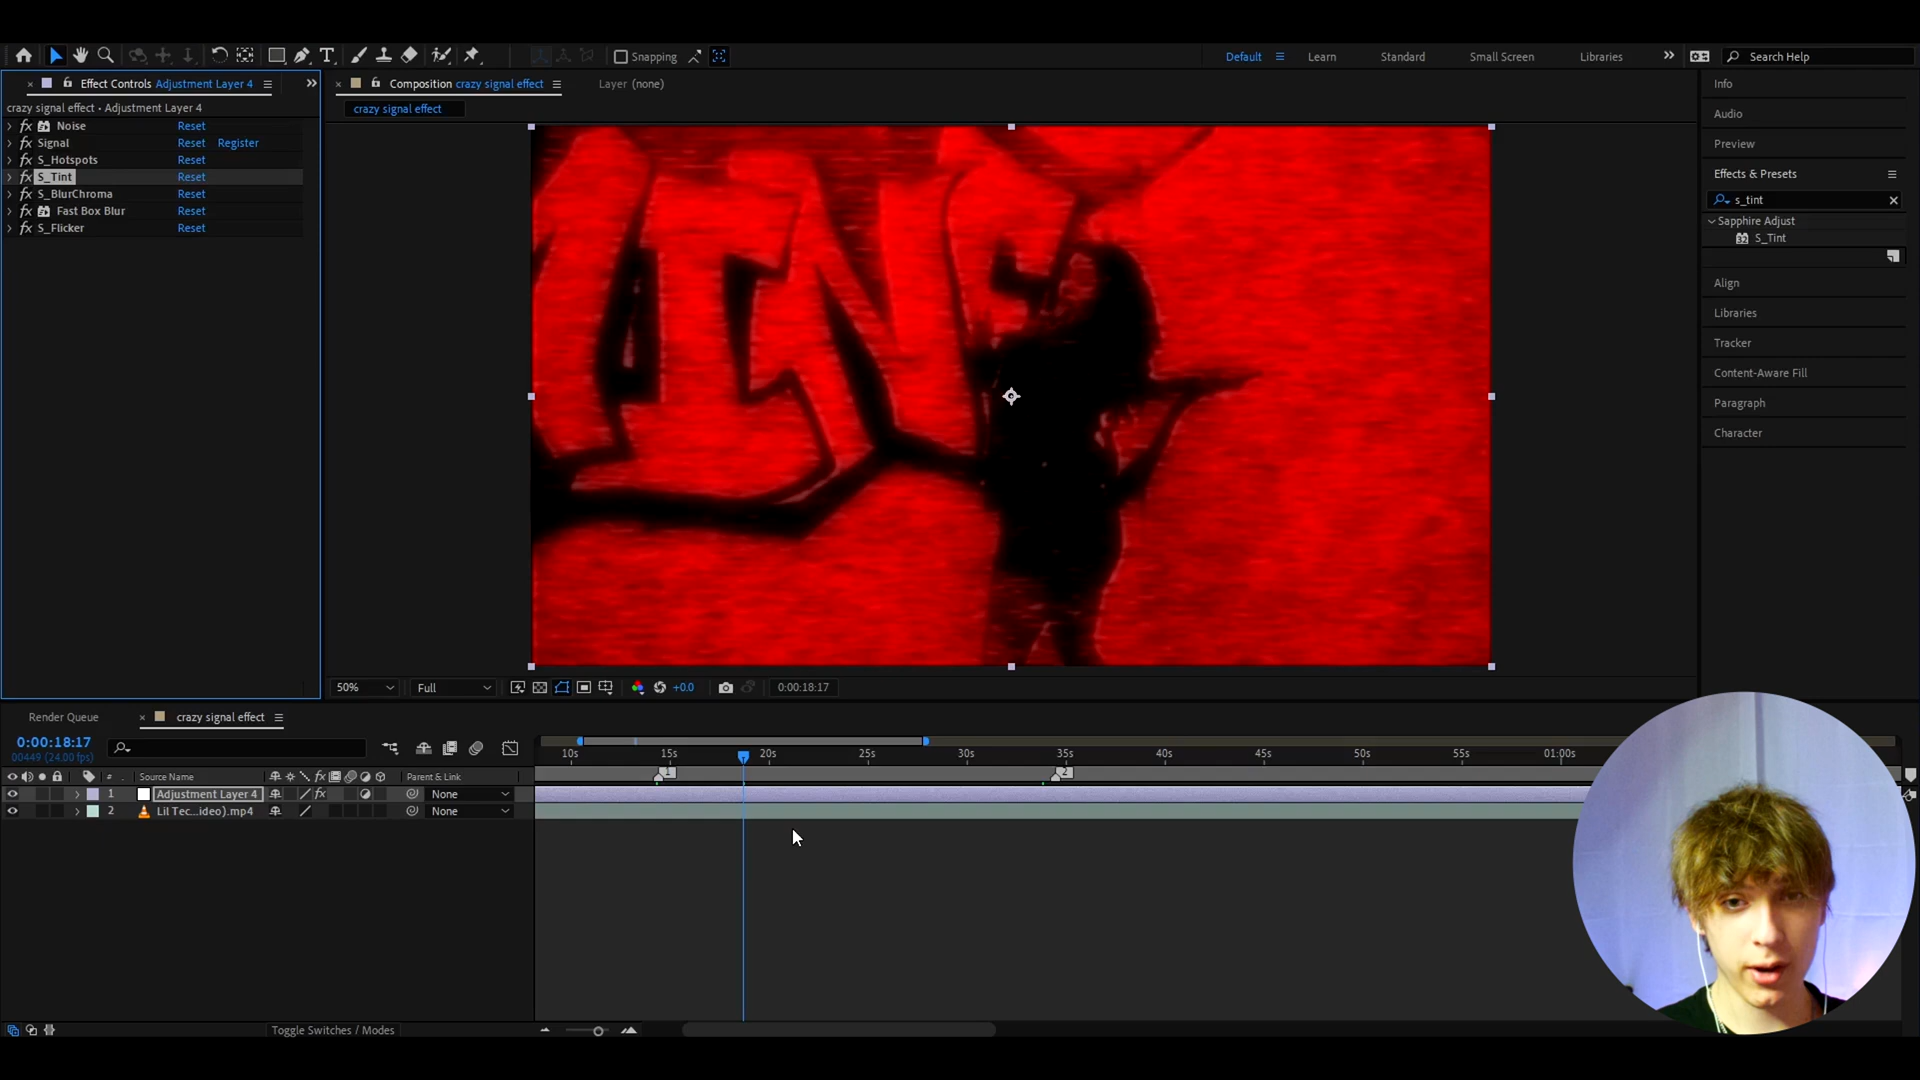 Snapping
Default
Learn
Standard
Small Screen
Libraries
Search Help
Effect Controls Adjustment Layer 4
Composition crazy signal effect
Layer (none)
Info
crazy signal effect • Adjustment Layer 4
crazy signal effect
Audio
fx Noise Reset
fx Signal Reset Register
fx S_Hotspots Reset
fx S_Tint Reset
fx S_BlurChroma Reset
fx Fast Box Blur Reset
fx S_Flicker Reset
Preview
Effects & Presets
s_tint
Sapphire Adjust
32 S_Tint
Align
Libraries
Tracker
Content-Aware Fill
Paragraph
Character
50%
Full
+0.0
0:00:18:17
Render Queue
crazy signal effect
0:00:18:17
00449 (24.00 fps)
10s 15s 20s 25s 30s 35s 40s 45s 50s 55s 01:00s
1 2
# Source Name fx Parent & Link
1 Adjustment Layer 4 fx None
2 Lil Tec...ideo).mp4 None
Toggle Switches / Modes